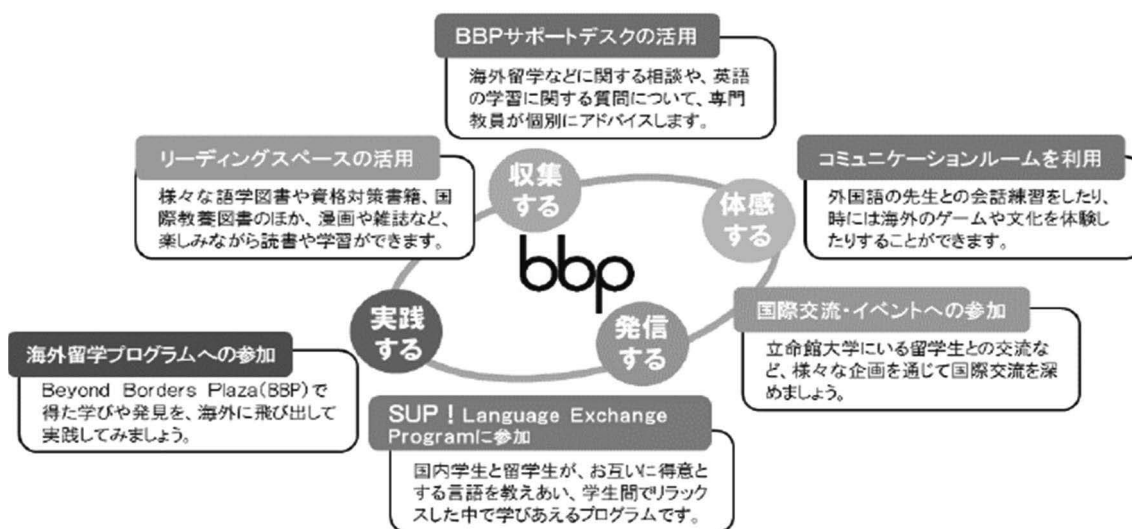 BBPサポートデスクの活用
海外留学などに関する相談や、英語
の学習に関する質問について、専門
教員が個別にアドバイスします。
リーディングスペースの活用
様々な語学図書や資格対策書籍、国
際教養図書のほか、漫画や雑誌など、
楽しみながら読書や学習ができます。
収集
する
体感
する
コミュニケーションルームを利用
外国語の先生との会話練習をしたり、
時には海外のゲームや文化を体験し
たりすることができます。
bbp
実践
する
発信
する
国際交流・イベントへの参加
立命館大学にいる留学生との交流な
ど、様々な企画を通じて国際交流を深
めましょう。
海外留学プログラムへの参加
Beyond Borders Plaza(BBP)で
得た学びや発見を、海外に飛び出して
実践してみましょう。
SUP!Language Exchange
Programに参加
国内学生と留学生が、お互いに得意と
する言語を教えあい、学生間でリラック
スした中で学びあえるプログラムです。